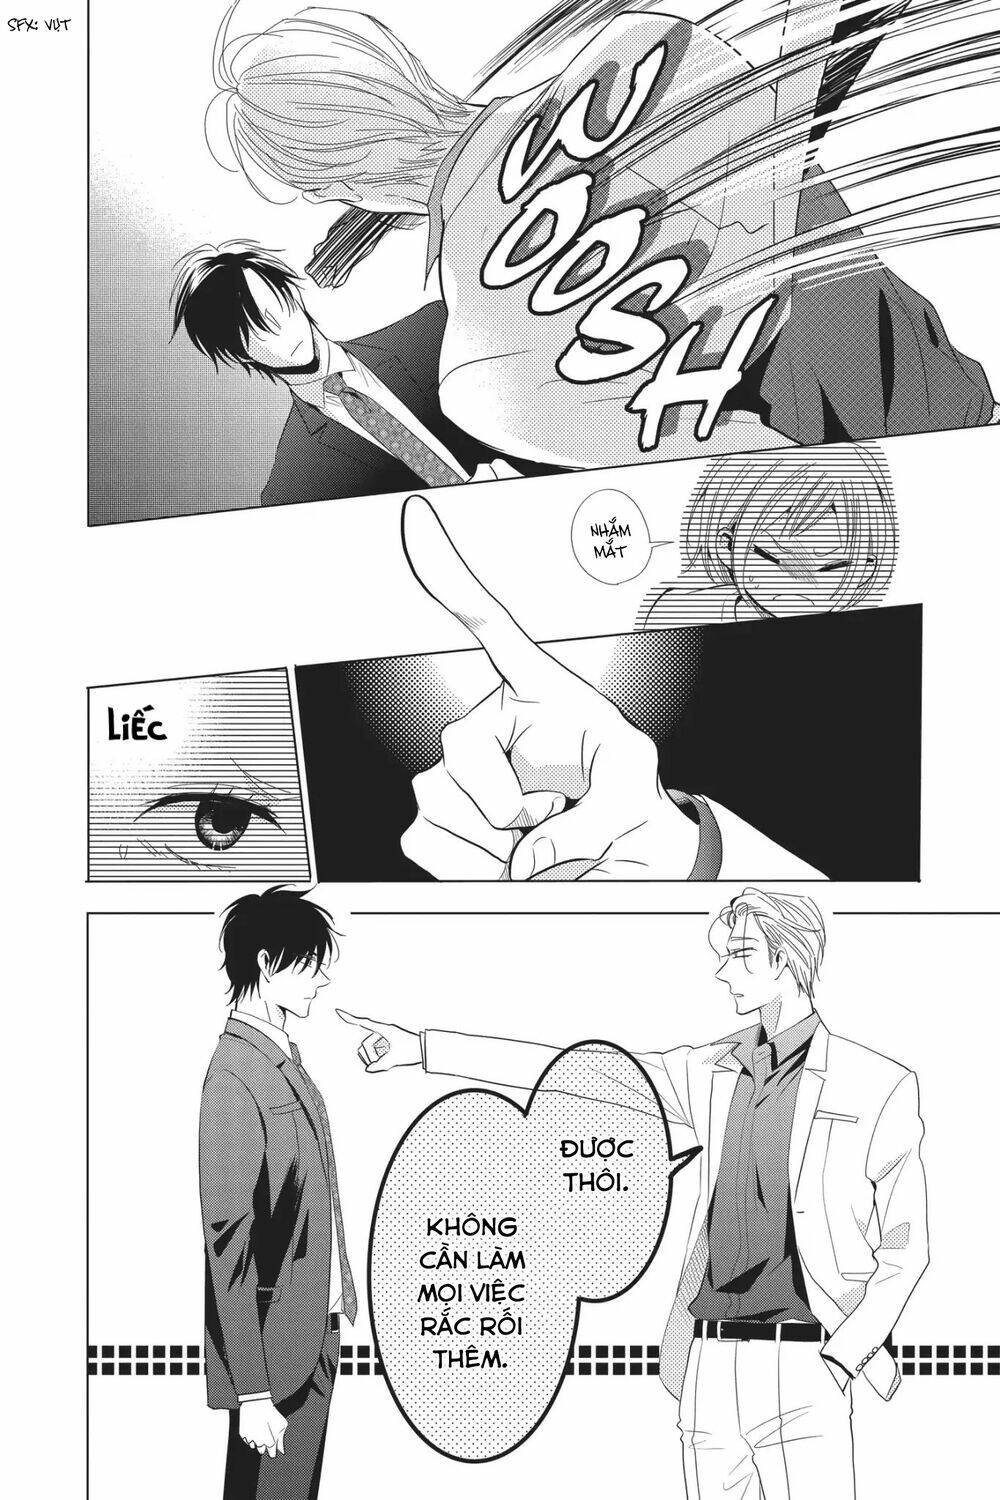 SFX: VỤT
WOOSH
NHẮM
MẮT
LIẾC
ĐƯỢC
THÔI.
KHÔNG
CẦN LÀM
MỌI VIỆC
RẮC RỐI
THÊM.